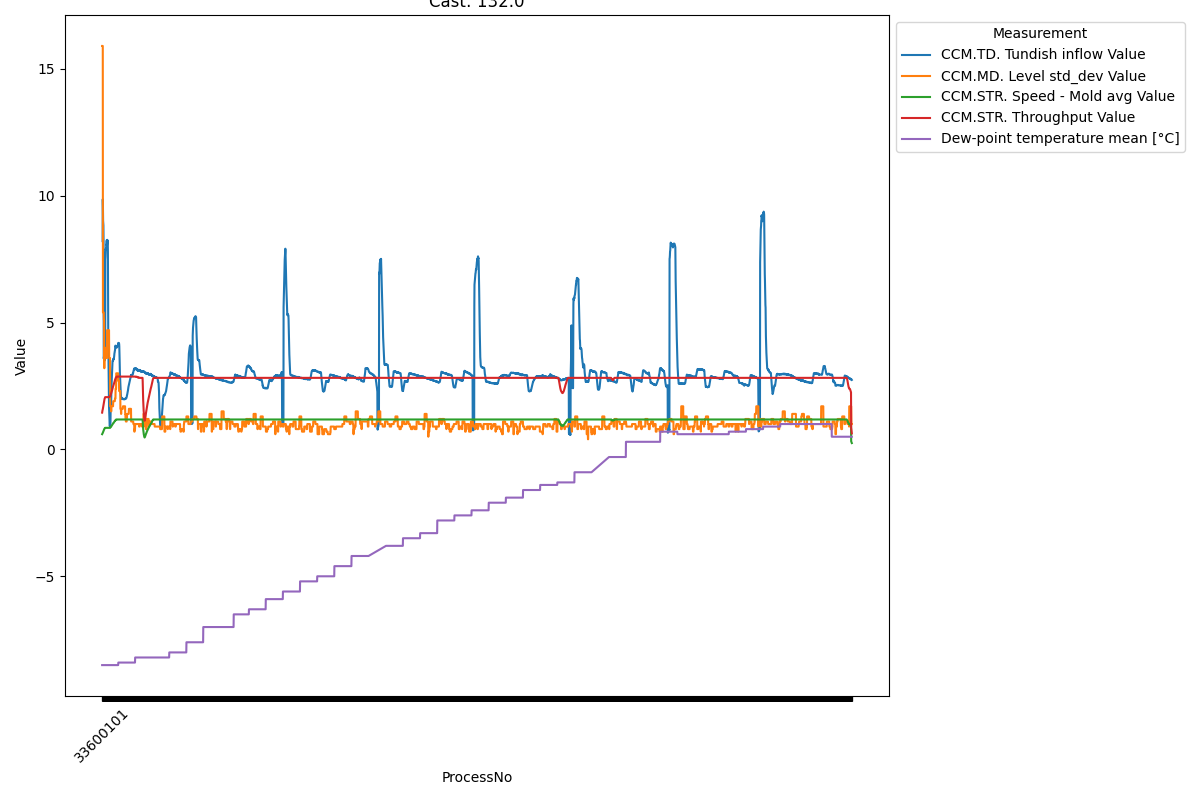 Cast: 132.0
Measurement
CCM.TD. Tundish inflow Value
CCM.MD. Level std_dev Value
CCM.STR. Speed - Mold avg Value
CCM.STR. Throughput Value
Dew-point temperature mean [°C]
Value
15
10
5
0
−5
33600101
ProcessNo